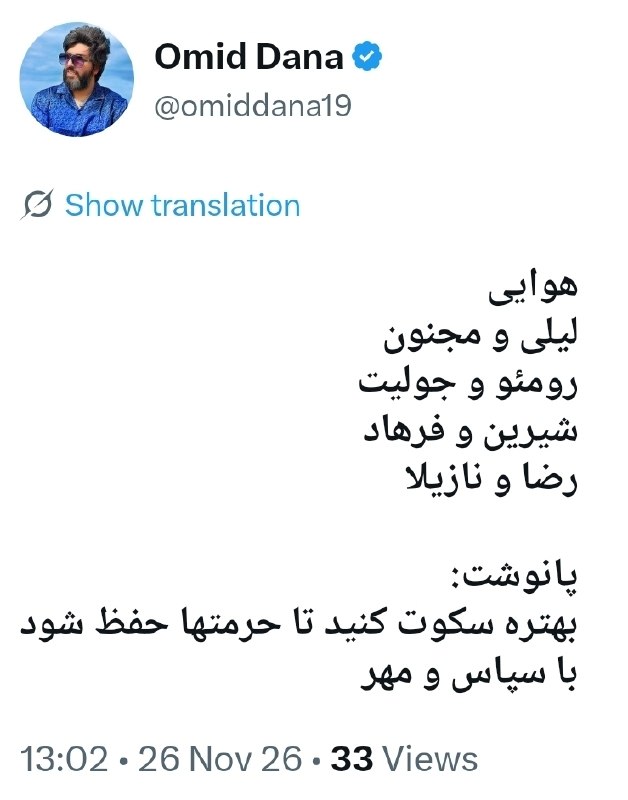 Omid Dana
@omiddana19
Show translation
هوایی
لیلی و مجنون
رومئو و جولیت
شیرین و فرهاد
رضا و نازیلا
پانوشت:
بهتره سکوت کنید تا حرمتها حفظ شود
با سپاس و مهر
13:02 • 26 Nov 26 • 33 Views